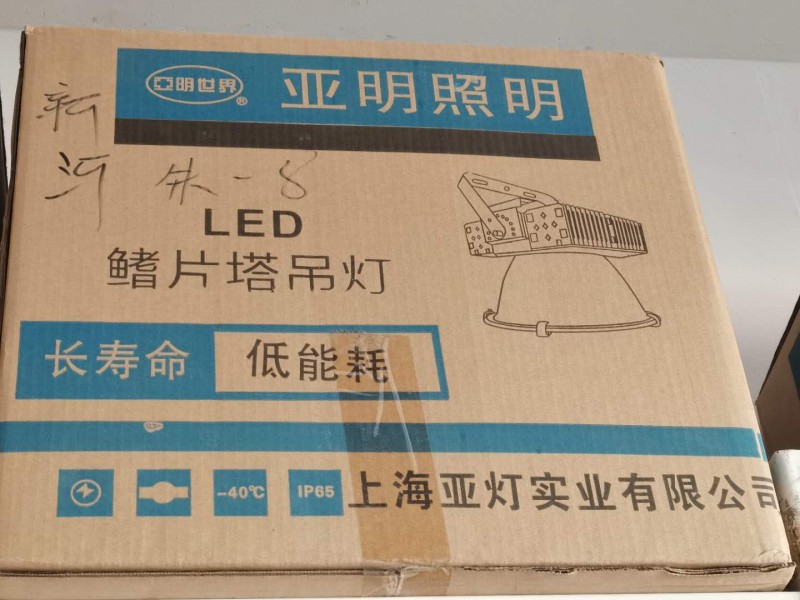 亞明世界®
亚明照明
新
沂 朱-8
LED
鳍片塔吊灯
长寿命 低能耗
-40℃ IP65 上海亚灯实业有限公司